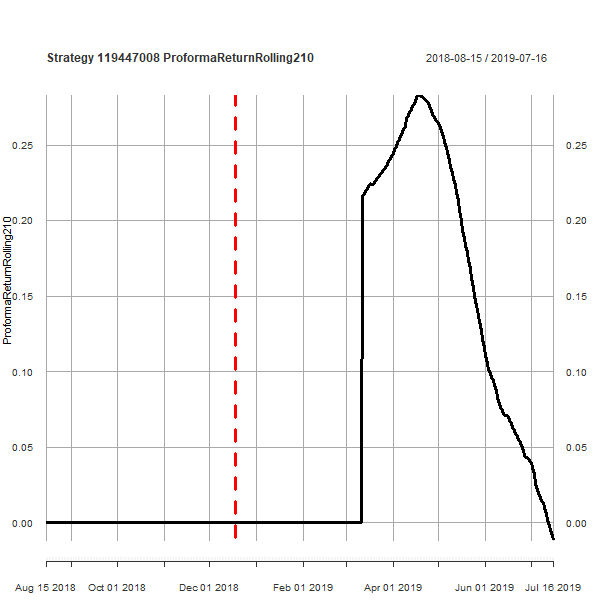 Strategy 119447008 ProformaReturnRolling210
2018-08-15 / 2019-07-16
ProformaReturnRolling210
0.25 0.25
0.20 0.20
0.15 0.15
0.10 0.10
0.05 0.05
0.00 0.00
Aug 15 2018 Oct 01 2018 Dec 01 2018 Feb 01 2019 Apr 01 2019 Jun 01 2019 Jul 16 2019